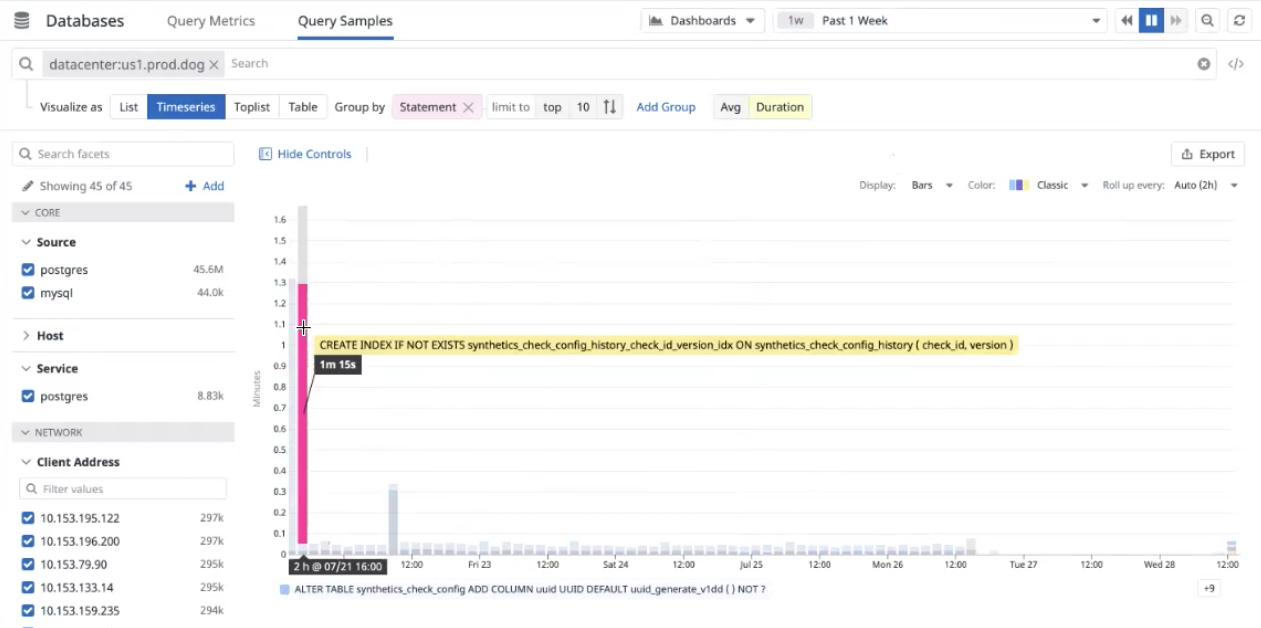 Databases Query Metrics Query Samples Dashboards 1w Past 1 Week
datacenter:us1.prod.dog Search </>
Visualize as List Timeseries Toplist Table Group by Statement limit to top 10 Add Group Avg Duration
Search facets
Showing 45 of 45 Add
CORE
Source
postgres 45.6M
mysql 44.0k
Host
Service
postgres 8.83k
NETWORK
Client Address
Filter values
10.153.195.122 297k
10.153.196.200 297k
10.153.79.90 295k
10.153.133.14 295k
10.153.159.235 294k
Hide Controls Export
Display: Bars Color: Classic Roll up every: Auto (2h)
Minutes
1.6
1.5
1.4
1.3
1.2
1.1
1
0.9
0.8
0.7
0.6
0.5
0.4
0.3
0.2
0.1
0
CREATE INDEX IF NOT EXISTS synthetics_check_config_history_check_id_version_idx ON synthetics_check_config_history ( check_id, version )
1m 15s
2 h @ 07/21 16:00 12:00 Fri 23 12:00 Sat 24 12:00 Jul 25 12:00 Mon 26 12:00 Tue 27 12:00 Wed 28 12:00
ALTER TABLE synthetics_check_config ADD COLUMN uuid UUID DEFAULT uuid_generate_v1dd ( ) NOT ? +9